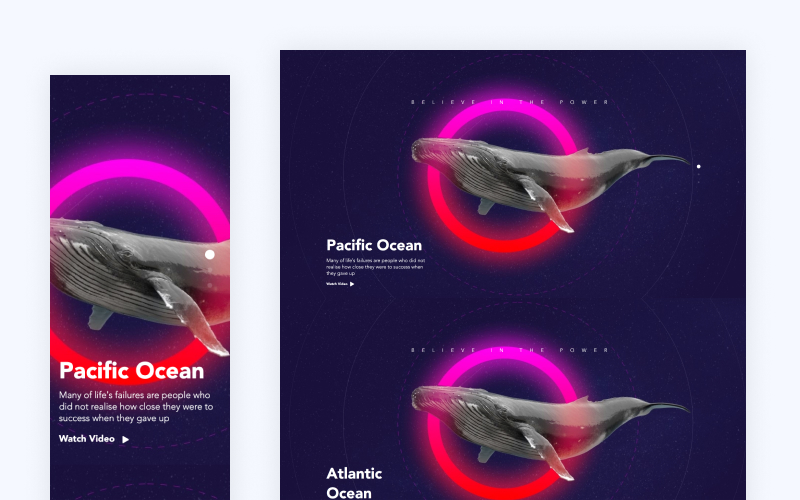 Pacific Ocean
Many of life's failures are people who
did not realise how close they were to
success when they gave up
Watch Video
BELIEVE IN THE POWER
Pacific Ocean
Many of life's failures are people who did not
realise how close they were to success when
they gave up
Watch Video
BELIEVE IN THE POWER
Atlantic
Ocean